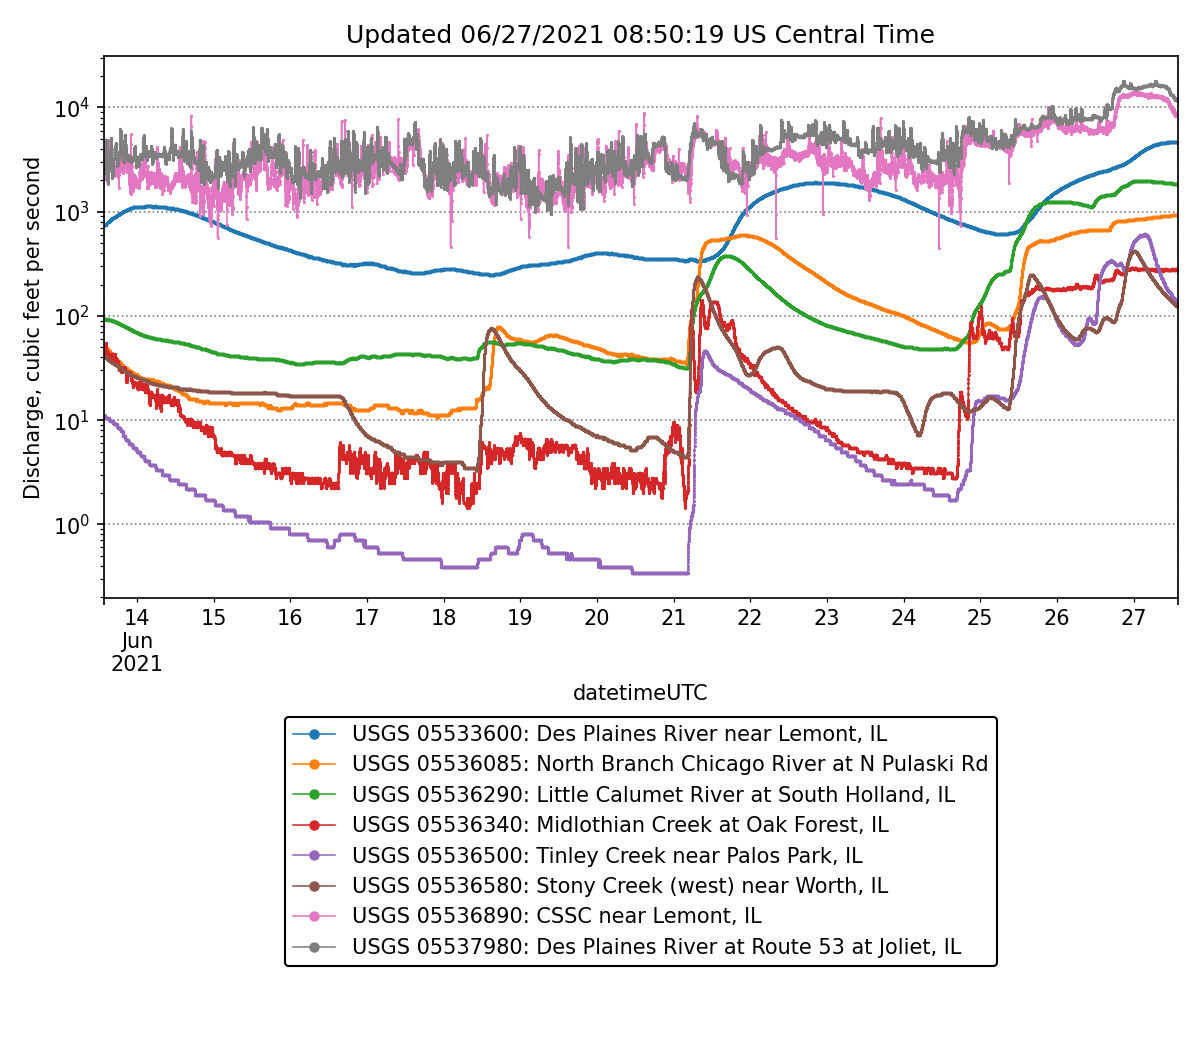 Updated 06/27/2021 08:50:19 US Central Time
Discharge, cubic feet per second
10^4
10^3
10^2
10^1
10^0
14 15 16 17 18 19 20 21 22 23 24 25 26 27
Jun
2021
datetimeUTC
USGS 05533600: Des Plaines River near Lemont, IL
USGS 05536085: North Branch Chicago River at N Pulaski Rd
USGS 05536290: Little Calumet River at South Holland, IL
USGS 05536340: Midlothian Creek at Oak Forest, IL
USGS 05536500: Tinley Creek near Palos Park, IL
USGS 05536580: Stony Creek (west) near Worth, IL
USGS 05536890: CSSC near Lemont, IL
USGS 05537980: Des Plaines River at Route 53 at Joliet, IL